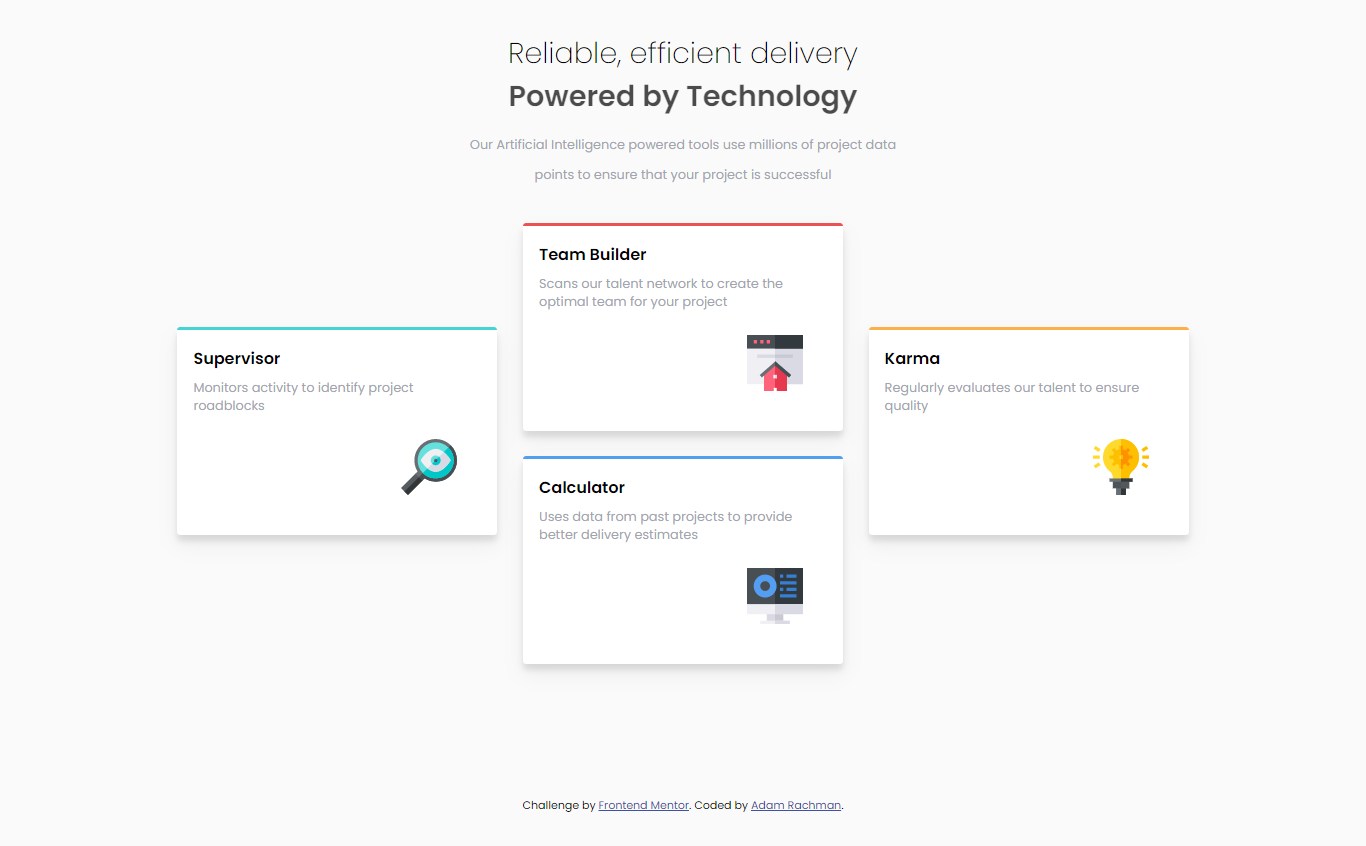 Reliable, efficient delivery
Powered by Technology
Our Artificial Intelligence powered tools use millions of project data
points to ensure that your project is successful
Supervisor
Monitors activity to identify project
roadblocks
Team Builder
Scans our talent network to create the
optimal team for your project
Calculator
Uses data from past projects to provide
better delivery estimates
Karma
Regularly evaluates our talent to ensure
quality
Challenge by Frontend Mentor. Coded by Adam Rachman.